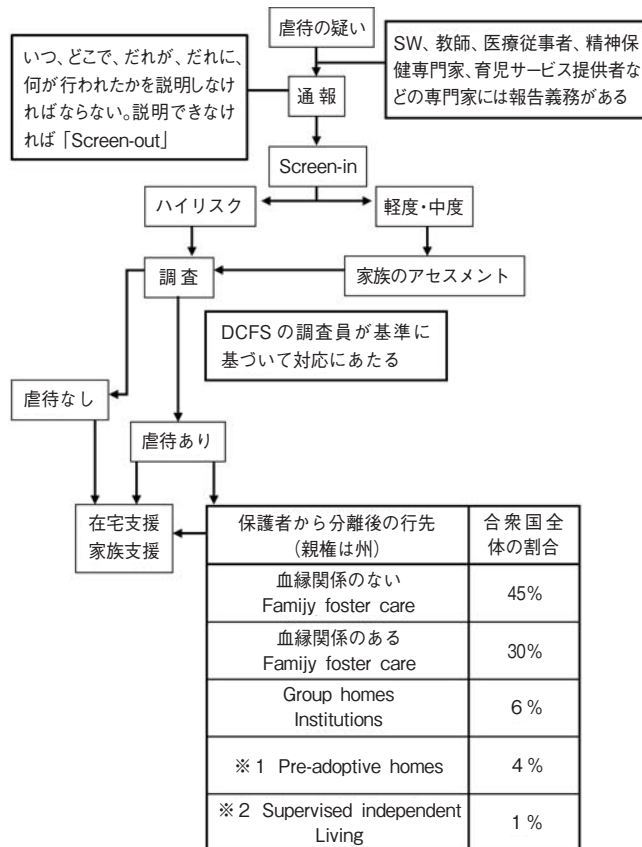 虐待の疑い
いつ、どこで、だれが、だれに、
何が行われたかを説明しなけ
ればならない。説明できなけ
れば「Screen-out」
SW、教師、医療従事者、精神保
健専門家、育児サービス提供者な
どの専門家には報告義務がある
通報
Screen-in
ハイリスク
軽度・中度
調査
家族のアセスメント
DCFSの調査員が基準に
基づいて対応にあたる
虐待なし
虐待あり
在宅支援
家族支援
保護者から分離後の行先
(親権は州)
合衆国全
体の割合
血縁関係のない
Famijy foster care
45%
血縁関係のある
Famijy foster care
30%
Group homes
Institutions
6%
※1 Pre-adoptive homes
4%
※2 Supervised independent
Living
1%